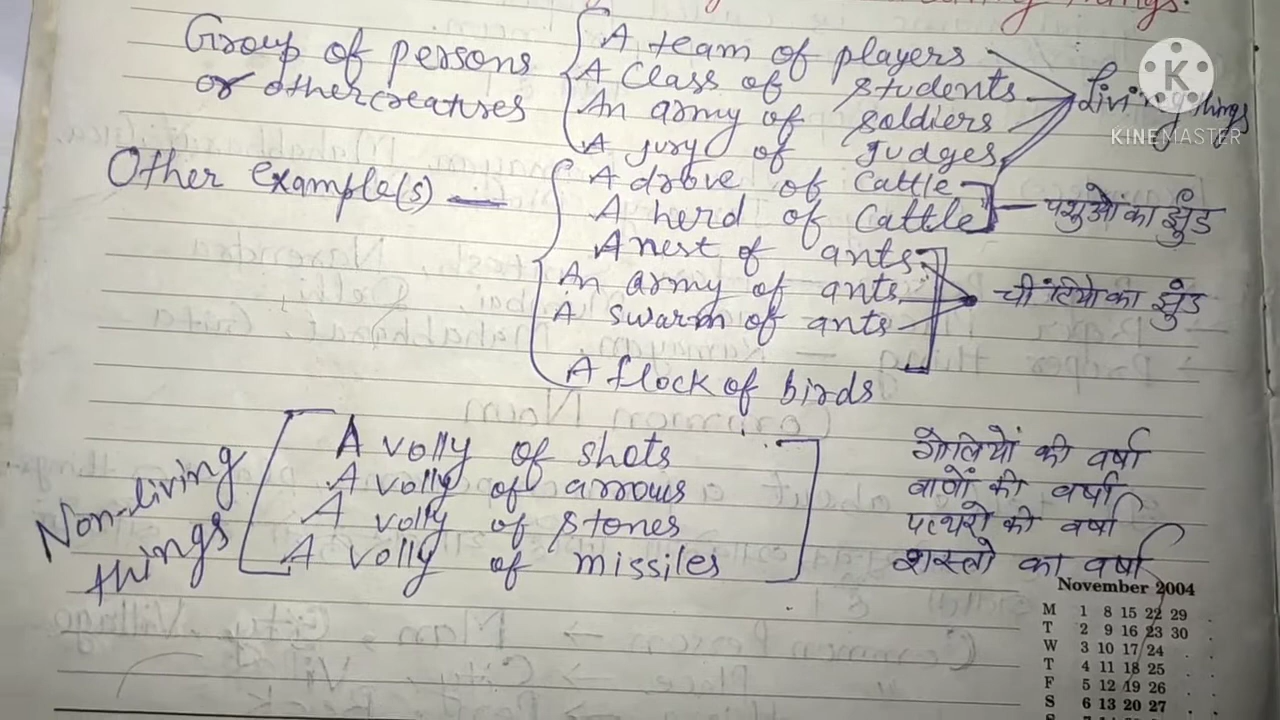 things.
Group of persons
or other creatures
A team of players
A Class of students
An army of soldiers
A jury of Judges
Living things
K
KINEMASTER
Other Example(s) —
A drove of Cattle
A herd of Cattle
पशुओं का झुंड
A nest of ants
An army of ants
A swarm of ants
चींटियो का झुंड
A flock of birds
Non-living things
A volly of shots
गोलियों की वर्षा
A volly of arrows
वाणों की वर्षा
A volly of stones
पत्थरो की वर्षा
A volly of missiles
शस्त्रो का वर्षा
November 2004
M 1 8 15 22 29 .
T 2 9 16 23 30 .
W 3 10 17 24 . .
T 4 11 18 25 . .
F 5 12 19 26 . .
S 6 13 20 27 . .